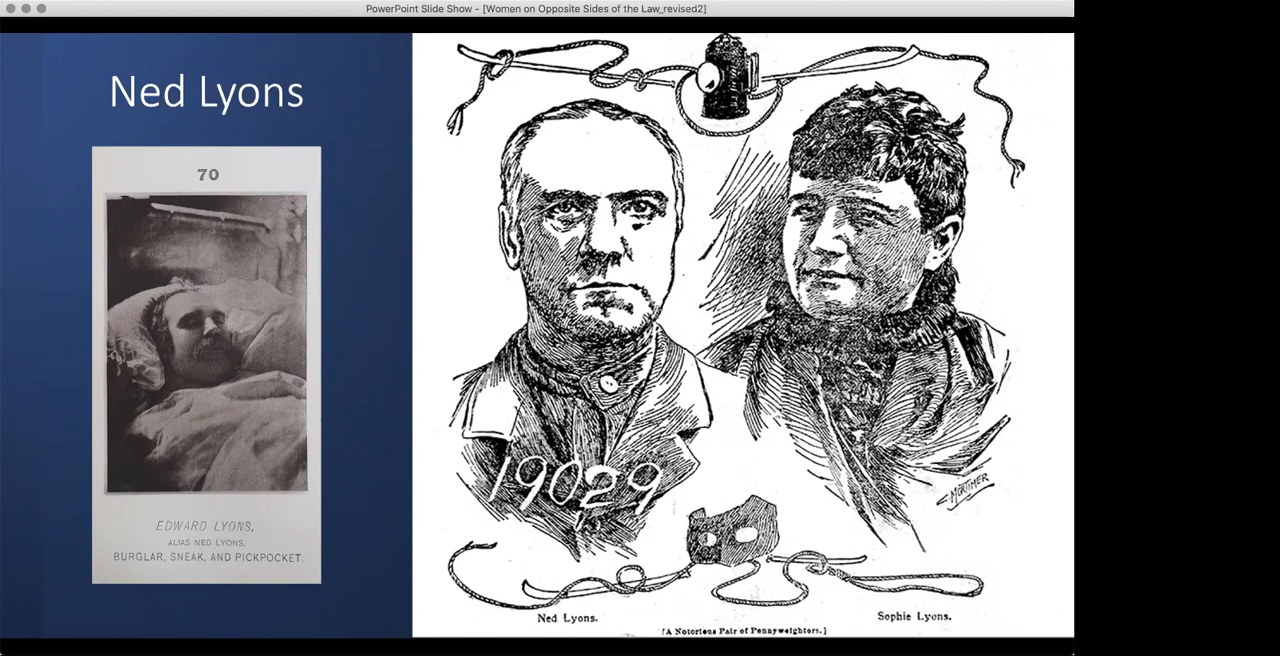 PowerPoint Slide Show - [Women on Opposite Sides of the Law_revised2]
Ned Lyons
70
EDWARD LYONS,
ALIAS NED LYONS,
BURGLAR, SNEAK, AND PICKPOCKET.
19029
C. MORTIMER
Ned Lyons.
Sophie Lyons.
[A Notorious Pair of Pennyweighters.]